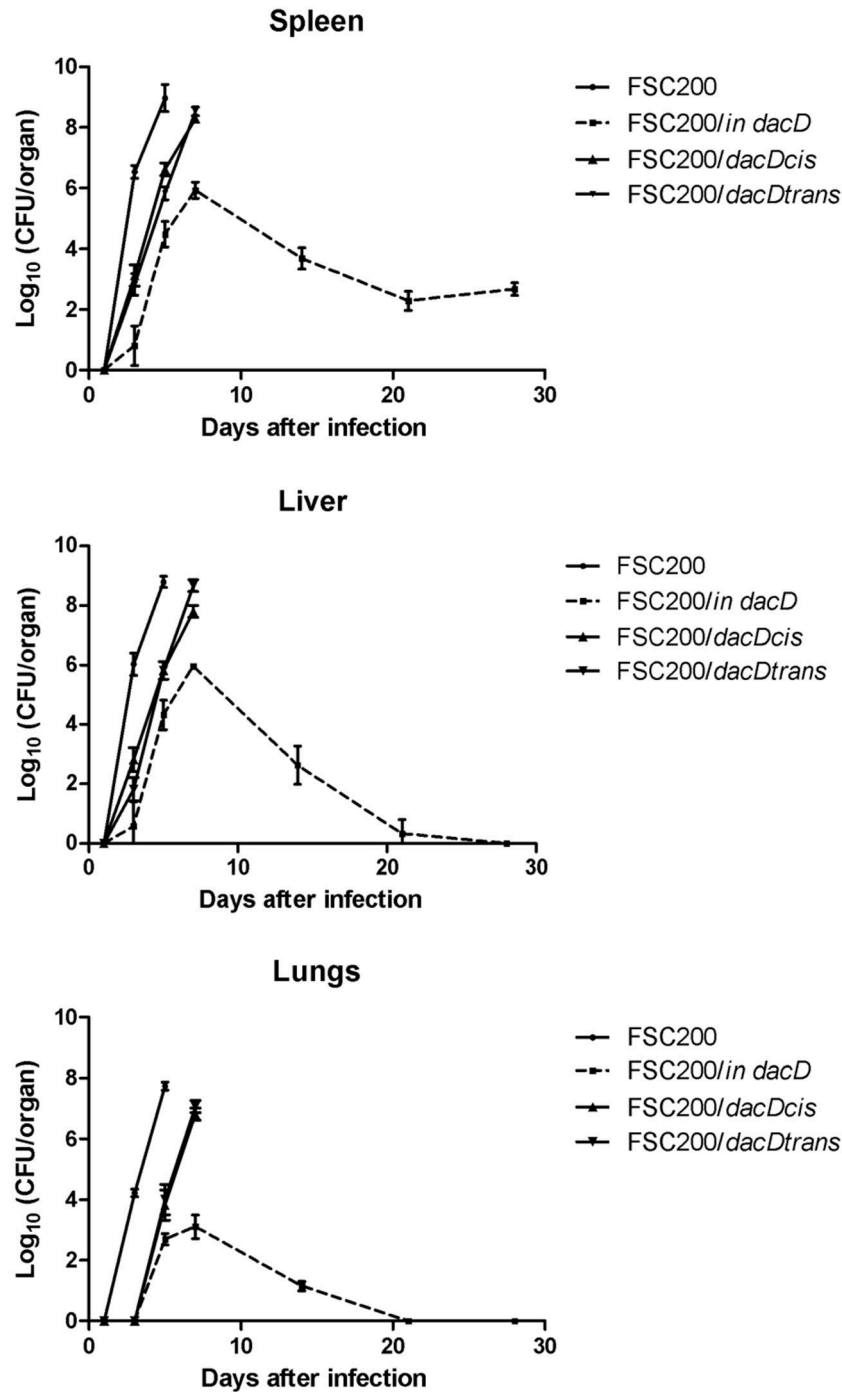 Spleen
10
8
6
4
2
0
Log10 (CFU/organ)
0 10 20 30
Days after infection
FSC200
FSC200/in dacD
FSC200/dacDcis
FSC200/dacDtrans
Liver
10
8
6
4
2
0
Log10 (CFU/organ)
0 10 20 30
Days after infection
FSC200
FSC200/in dacD
FSC200/dacDcis
FSC200/dacDtrans
Lungs
10
8
6
4
2
0
Log10 (CFU/organ)
0 10 20 30
Days after infection
FSC200
FSC200/in dacD
FSC200/dacDcis
FSC200/dacDtrans